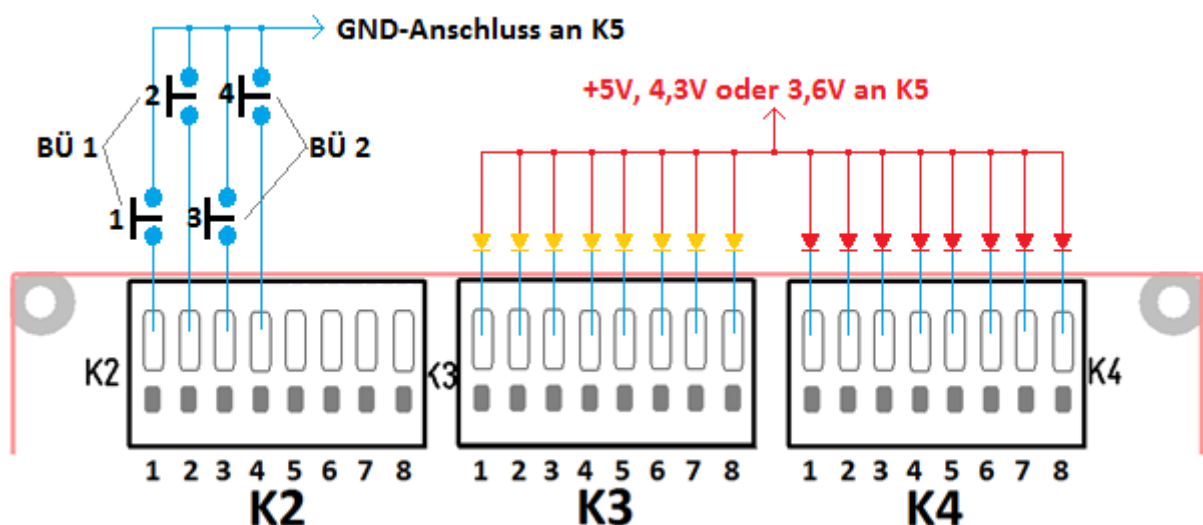 GND-Anschluss an K5
+5V, 4,3V oder 3,6V an K5
2 4
BÜ 1 BÜ 2
1 3
K2 K3 K4
1 2 3 4 5 6 7 8 1 2 3 4 5 6 7 8 1 2 3 4 5 6 7 8
K2 K3 K4